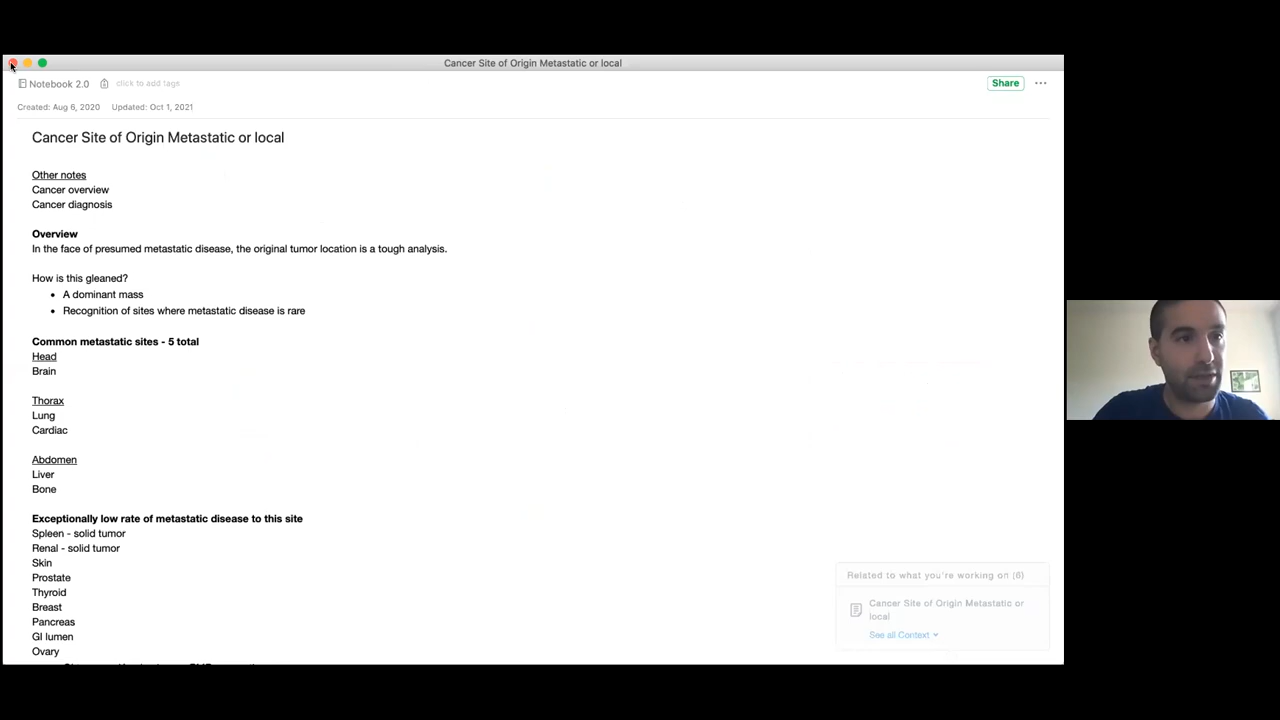 Cancer Site of Origin Metastatic or local
Notebook 2.0
click to add tags
Share
Created: Aug 6, 2020 Updated: Oct 1, 2021
Cancer Site of Origin Metastatic or local
Other notes
Cancer overview
Cancer diagnosis
Overview
In the face of presumed metastatic disease, the original tumor location is a tough analysis.
How is this gleaned?
• A dominant mass
• Recognition of sites where metastatic disease is rare
Common metastatic sites - 5 total
Head
Brain
Thorax
Lung
Cardiac
Abdomen
Liver
Bone
Exceptionally low rate of metastatic disease to this site
Spleen - solid tumor
Renal - solid tumor
Skin
Prostate
Thyroid
Breast
Pancreas
GI lumen
Ovary
Related to what you're working on (6)
Cancer Site of Origin Metastatic or
local
See all Context